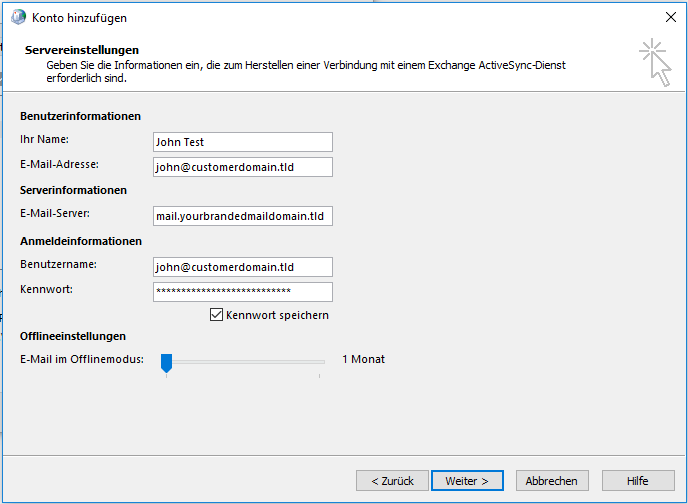 Konto hinzufügen
Servereinstellungen
Geben Sie die Informationen ein, die zum Herstellen einer Verbindung mit einem Exchange ActiveSync-Dienst
erforderlich sind.
Benutzerinformationen
Ihr Name:
John Test
E-Mail-Adresse:
john@customerdomain.tld
Serverinformationen
E-Mail-Server:
mail.yourbrandedmaildomain.tld
Anmeldeinformationen
Benutzername:
john@customerdomain.tld
Kennwort:
***************************
Kennwort speichern
Offlineeinstellungen
E-Mail im Offlinemodus:
1 Monat
< Zurück
Weiter >
Abbrechen
Hilfe